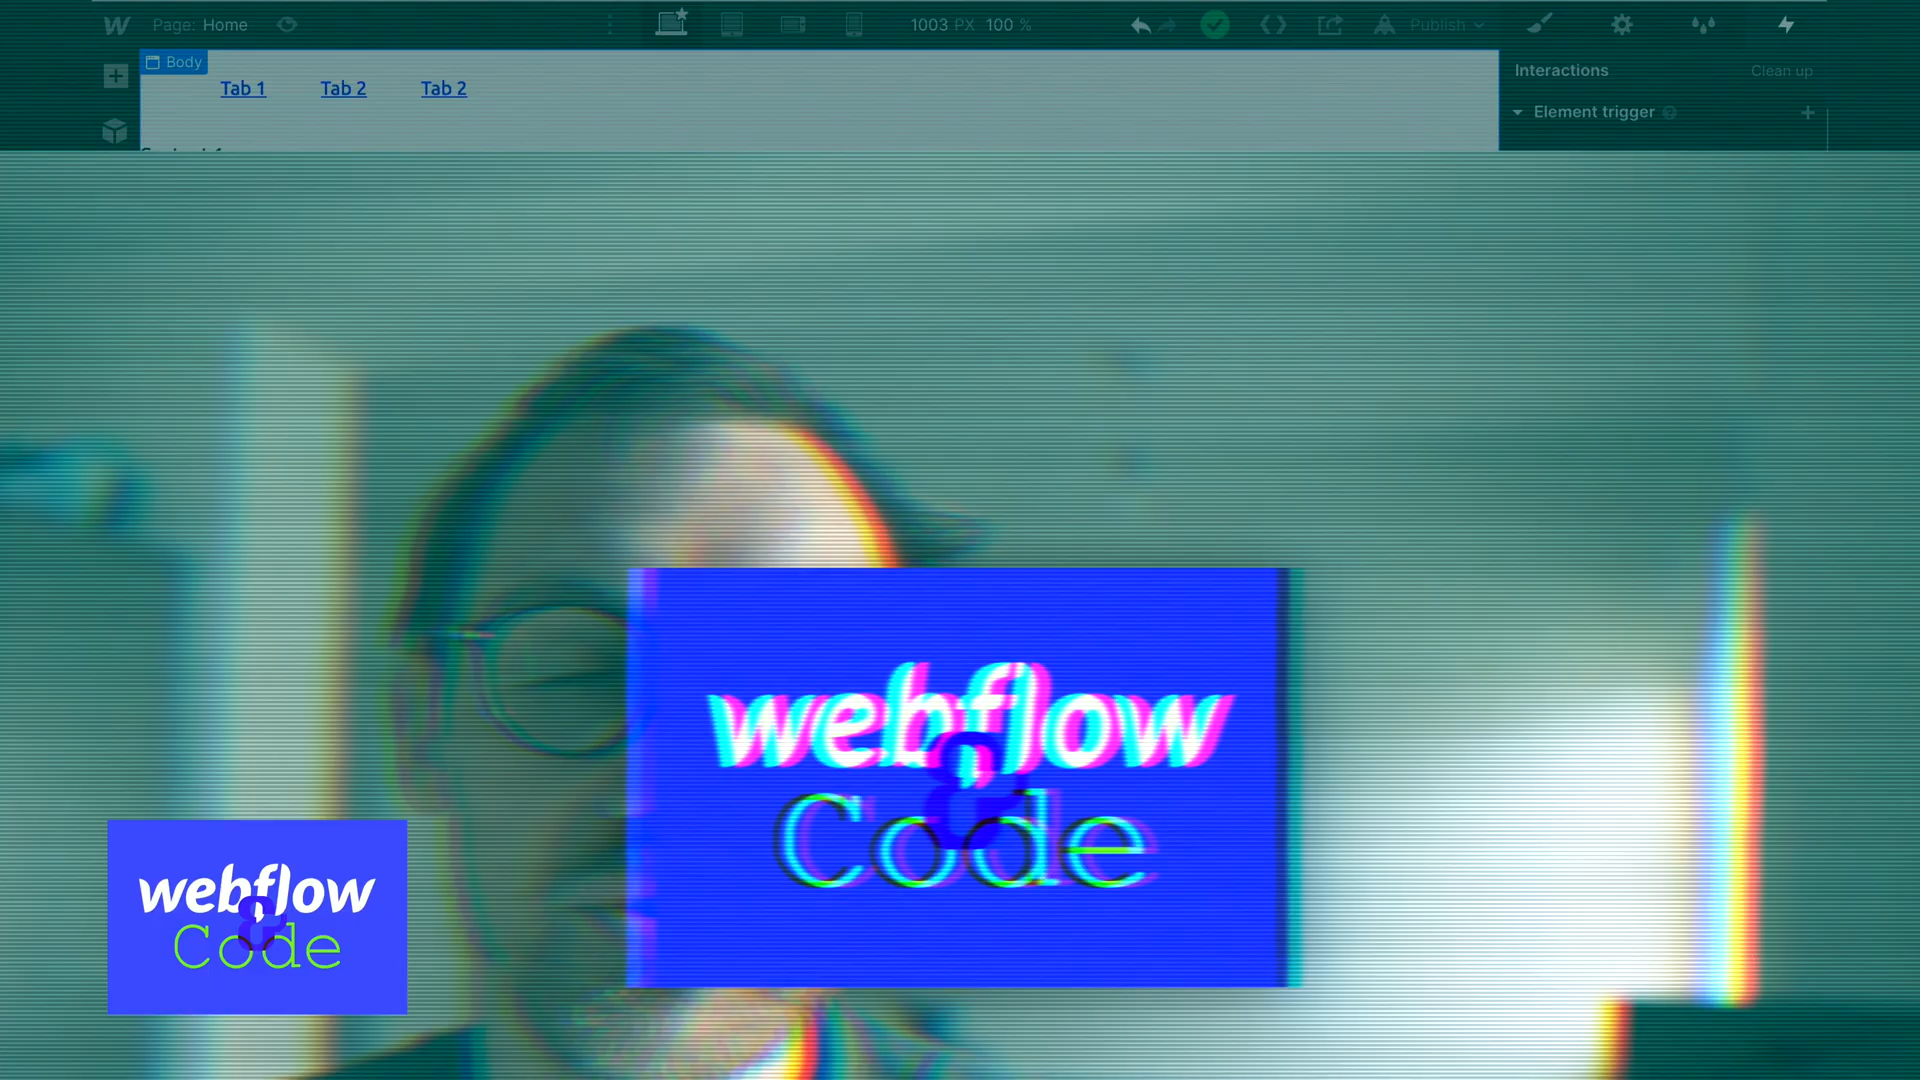 Page: Home
1003 PX 100 %
Publish
Body
Tab 1 Tab 2 Tab 2
Interactions
Clean up
Element trigger
webflow
&
Code
webflow
&
Code